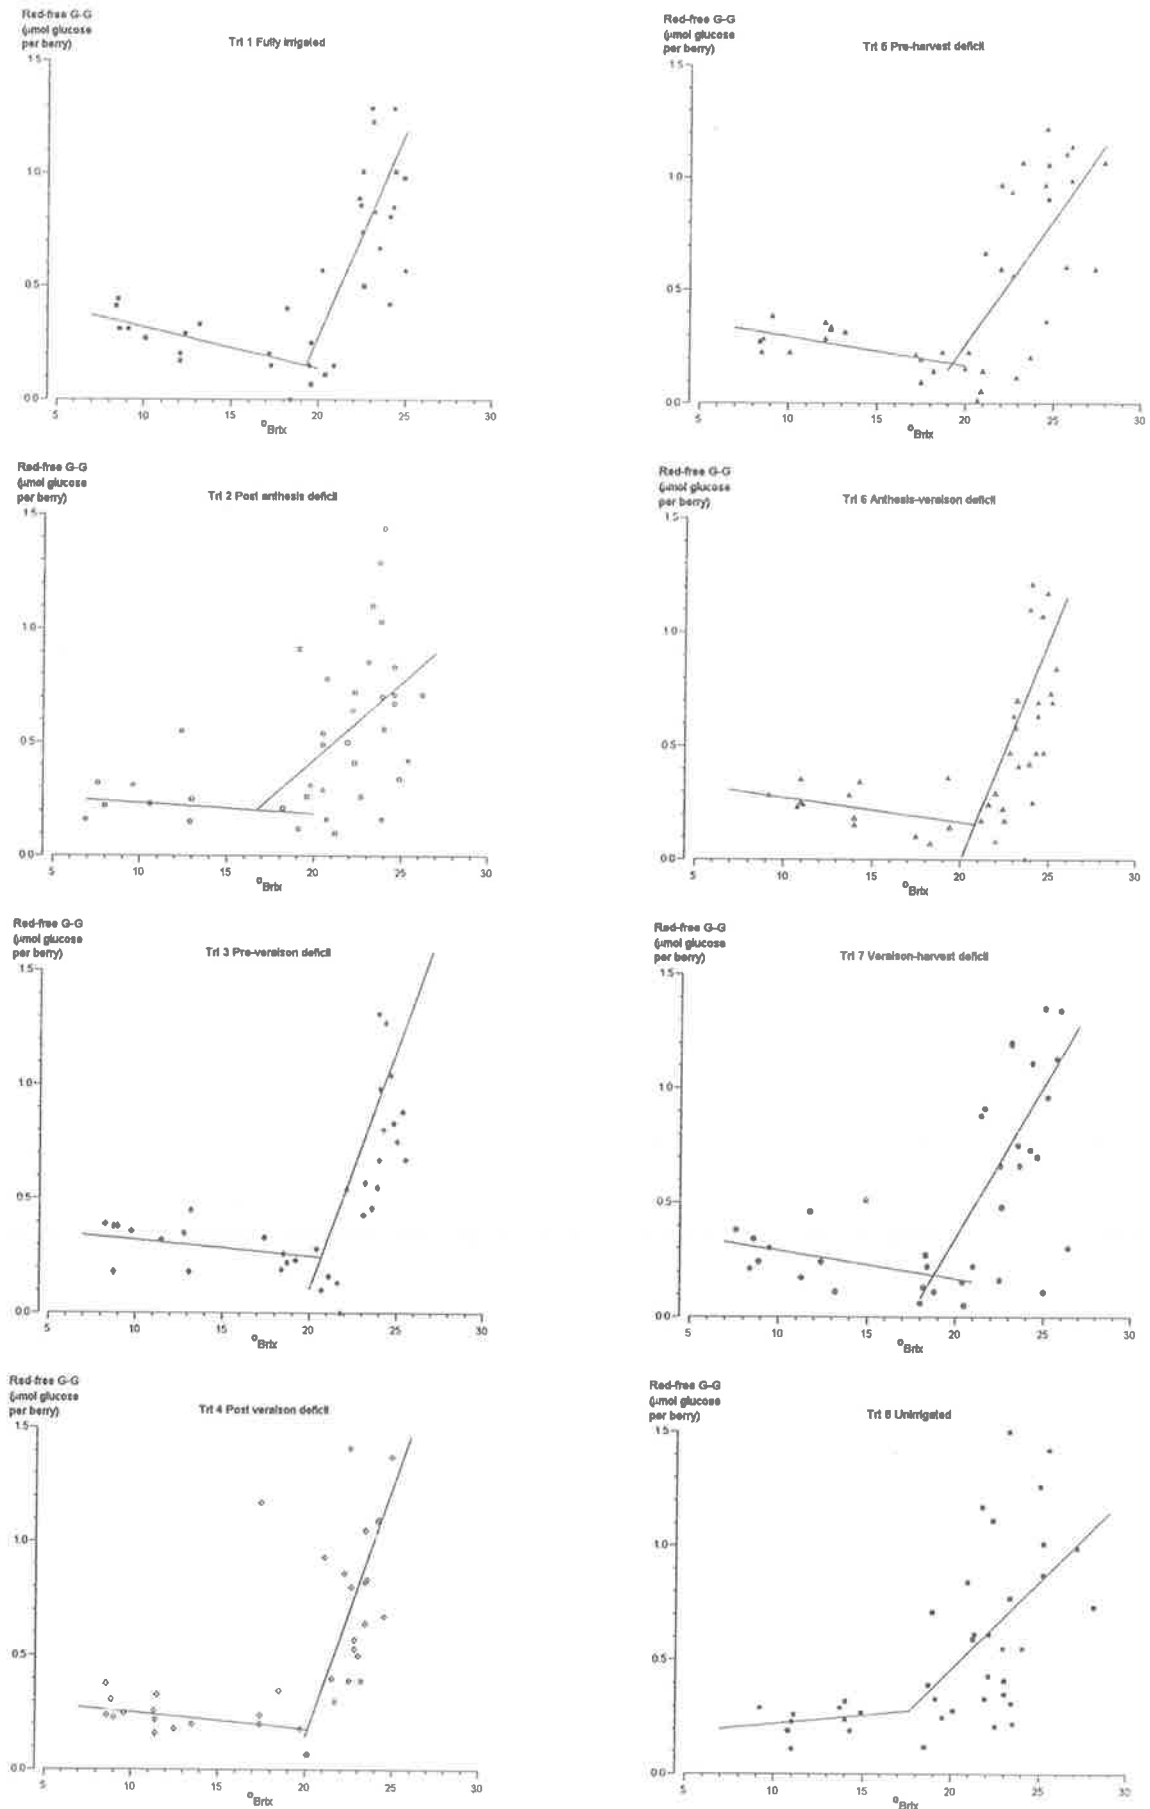 Red-free G-G
(µmol glucose
per berry)
Trt 1 Fully irrigated
1.5
1.0
0.5
0.0
5 10 15 20 25 30
°Brix
Red-free G-G
(µmol glucose
per berry)
Trt 5 Pre-harvest deficit
1.5
1.0
0.5
0.0
5 10 15 20 25 30
°Brix
Red-free G-G
(µmol glucose
per berry)
Trt 2 Post anthesis deficit
1.5
1.0
0.5
0.0
5 10 15 20 25 30
°Brix
Red-free G-G
(µmol glucose
per berry)
Trt 6 Anthesis-veraison deficit
1.5
1.0
0.5
0.0
5 10 15 20 25 30
°Brix
Red-free G-G
(µmol glucose
per berry)
Trt 3 Pre-veraison deficit
1.5
1.0
0.5
0.0
5 10 15 20 25 30
°Brix
Red-free G-G
(µmol glucose
per berry)
Trt 7 Veraison-harvest deficit
1.5
1.0
0.5
0.0
5 10 15 20 25 30
°Brix
Red-free G-G
(µmol glucose
per berry)
Trt 4 Post veraison deficit
1.5
1.0
0.5
0.0
5 10 15 20 25 30
°Brix
Red-free G-G
(µmol glucose
per berry)
Trt 8 Unirrigated
1.5
1.0
0.5
0.0
5 10 15 20 25 30
°Brix